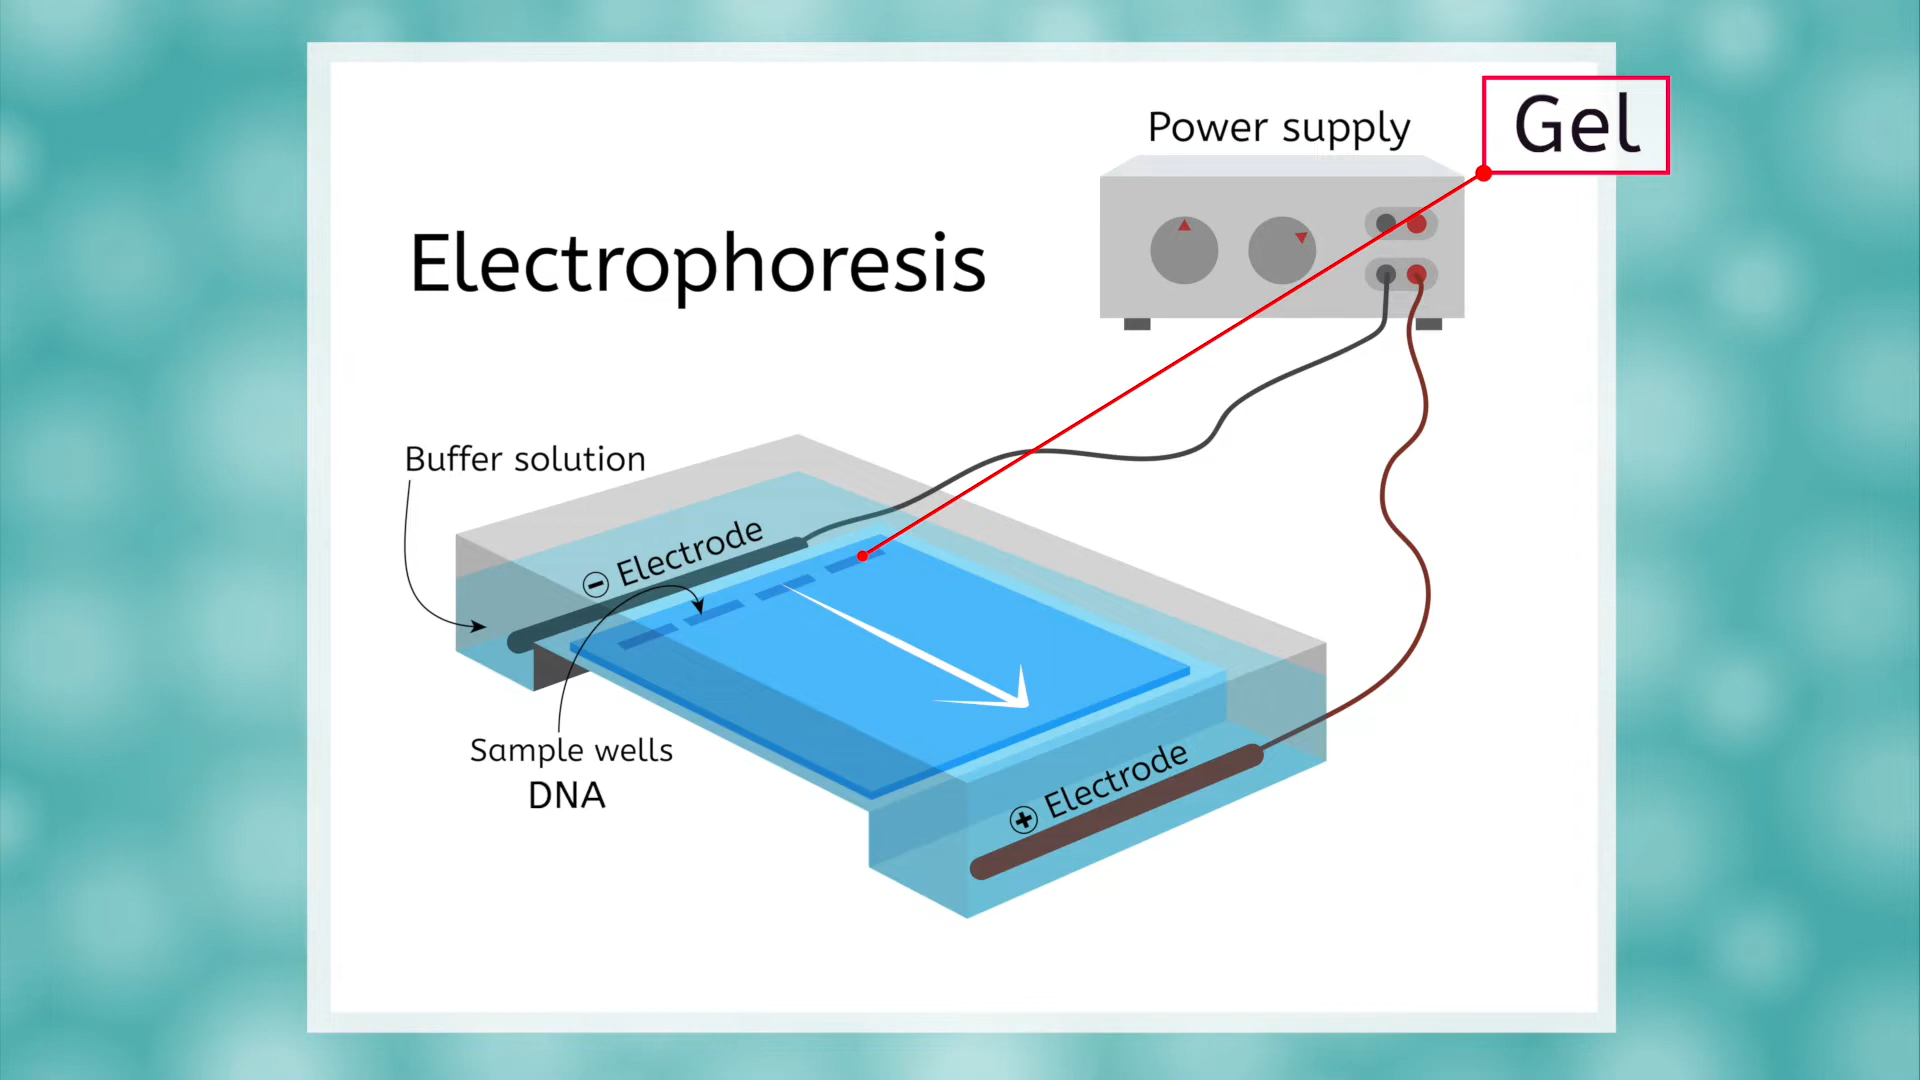 Gel
Power supply
Electrophoresis
Buffer solution
⊖ Electrode
Sample wells
DNA
⊕ Electrode